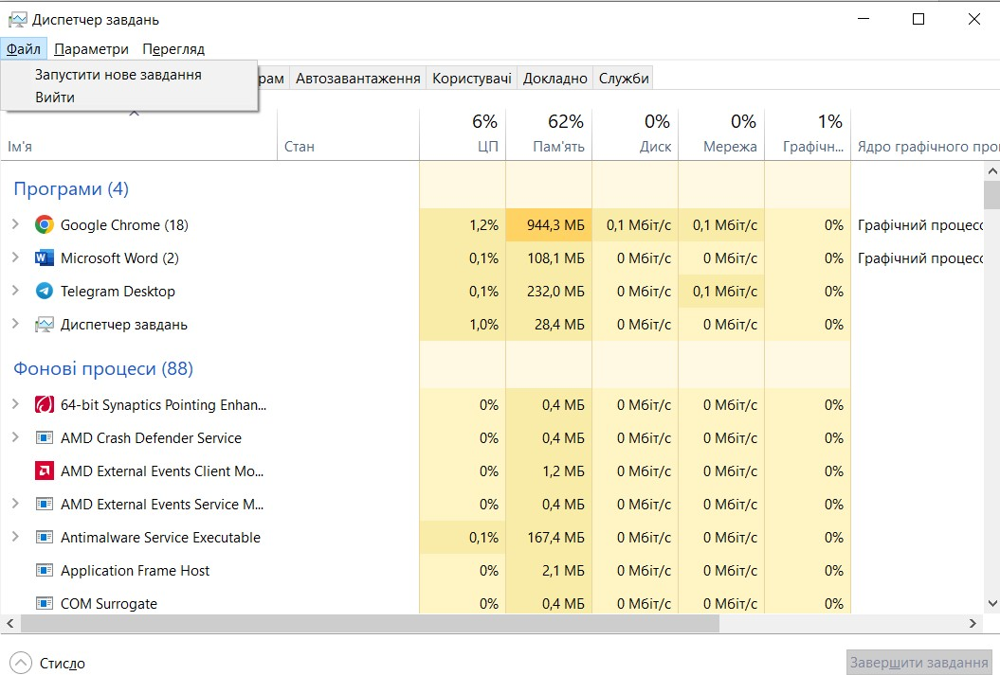 Диспетчер завдань
Файл Параметри Перегляд
Запустити нове завдання
Вийти
рам Автозавантаження Користувачі Докладно Служби
6% 62% 0% 0% 1%
Ім'я Стан ЦП Пам'ять Диск Мережа Графічн... Ядро графічного про
Програми (4)
Google Chrome (18) 1,2% 944,3 МБ 0,1 Мбіт/с 0,1 Мбіт/с 0% Графічний процес
Microsoft Word (2) 0,1% 108,1 МБ 0 Мбіт/с 0 Мбіт/с 0% Графічний процес
Telegram Desktop 0,1% 232,0 МБ 0 Мбіт/с 0,1 Мбіт/с 0%
Диспетчер завдань 1,0% 28,4 МБ 0 Мбіт/с 0 Мбіт/с 0%
Фонові процеси (88)
64-bit Synaptics Pointing Enhan... 0% 0,4 МБ 0 Мбіт/с 0 Мбіт/с 0%
AMD Crash Defender Service 0% 0,4 МБ 0 Мбіт/с 0 Мбіт/с 0%
AMD External Events Client Mo... 0% 1,2 МБ 0 Мбіт/с 0 Мбіт/с 0%
AMD External Events Service M... 0% 0,4 МБ 0 Мбіт/с 0 Мбіт/с 0%
Antimalware Service Executable 0,1% 167,4 МБ 0 Мбіт/с 0 Мбіт/с 0%
Application Frame Host 0% 2,1 МБ 0 Мбіт/с 0 Мбіт/с 0%
COM Surrogate 0% 0,4 МБ 0 Мбіт/с 0 Мбіт/с 0%
Стисло Завершити завдання